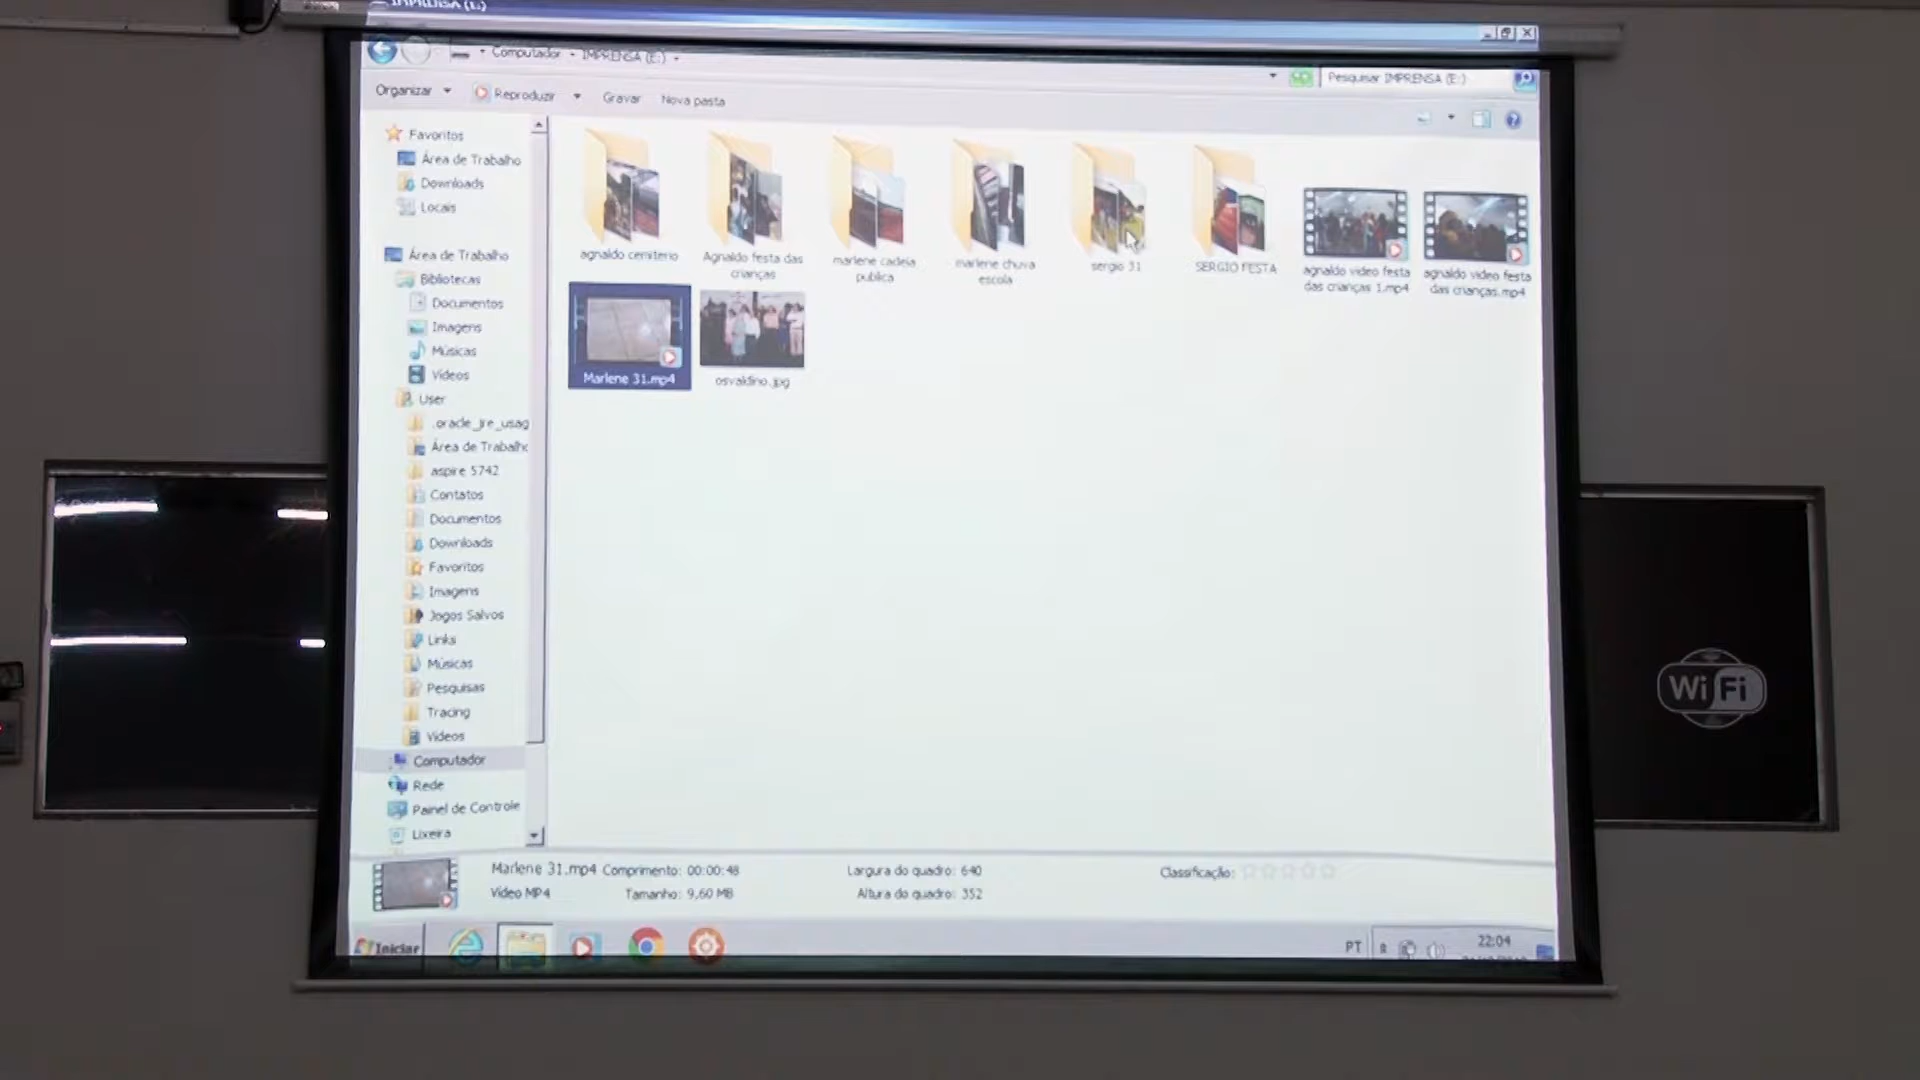 IMPRENSA (E:)
Computador
IMPRENSA (E:)
Pesquisar IMPRENSA (E:)
Organizar
Reproduzir
Gravar
Nova pasta
Favoritos
Área de Trabalho
Downloads
Locais
Área de Trabalho
Bibliotecas
Documentos
Imagens
Músicas
Vídeos
User
.oracle_jre_usag
Área de Trabalho
aspire 5742
Contatos
Documentos
Downloads
Favoritos
Imagens
Jogos Salvos
Links
Músicas
Pesquisas
Tracing
Vídeos
Computador
Rede
Painel de Controle
Lixeira
agnaldo cemiterio
Agnaldo festa das
crianças
marlene cadeia
publica
marlene chuva
escola
sergio 31
SERGIO FESTA
agnaldo video festa
das crianças 1.mp4
agnaldo video festa
das crianças.mp4
Marlene 31.mp4
osvaldino.jpg
Marlene 31.mp4 Comprimento: 00:00:48
Vídeo MP4 Tamanho: 9,60 MB
Largura do quadro: 640
Altura do quadro: 352
Classificação:
Iniciar
PT
22:04
Wi Fi